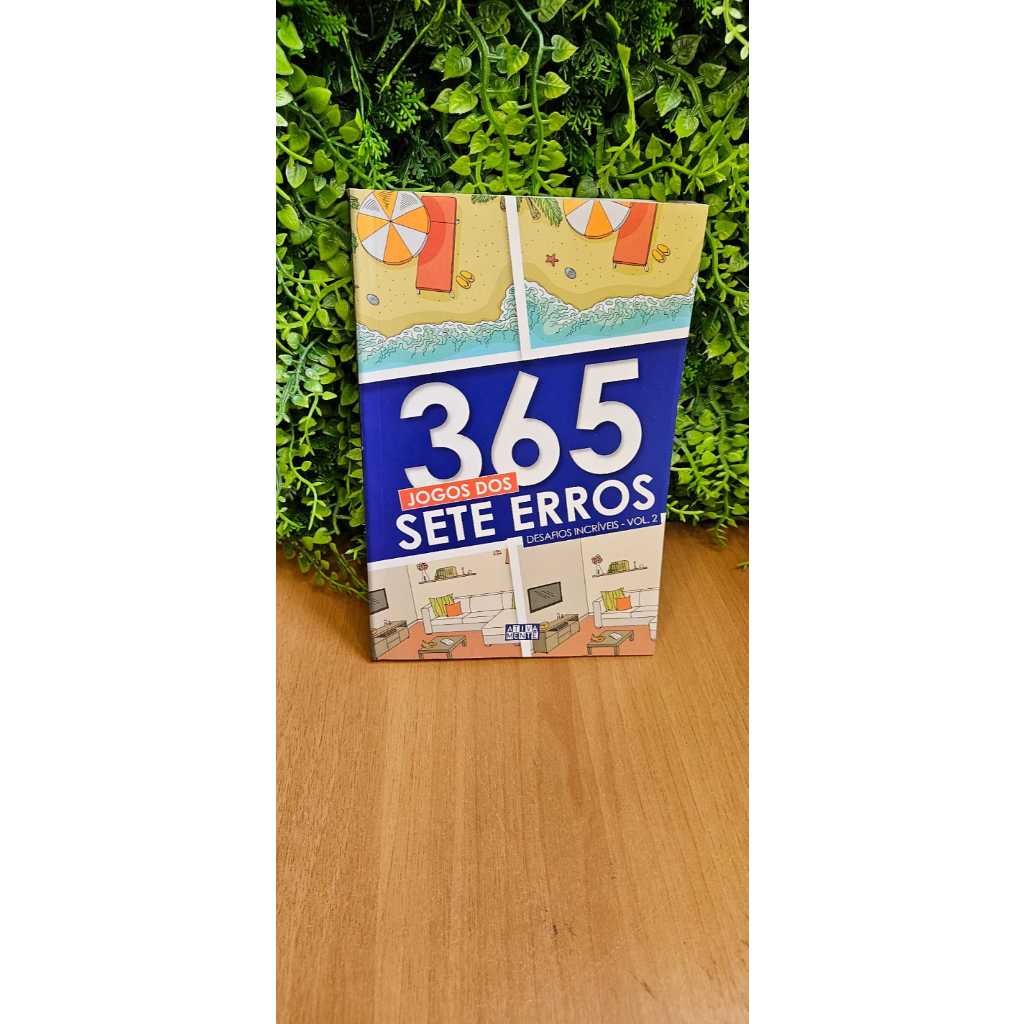 365
JOGOS DOS
SETE ERROS
DESAFIOS INCRÍVEIS - VOL. 2
ATIVA
MENTE